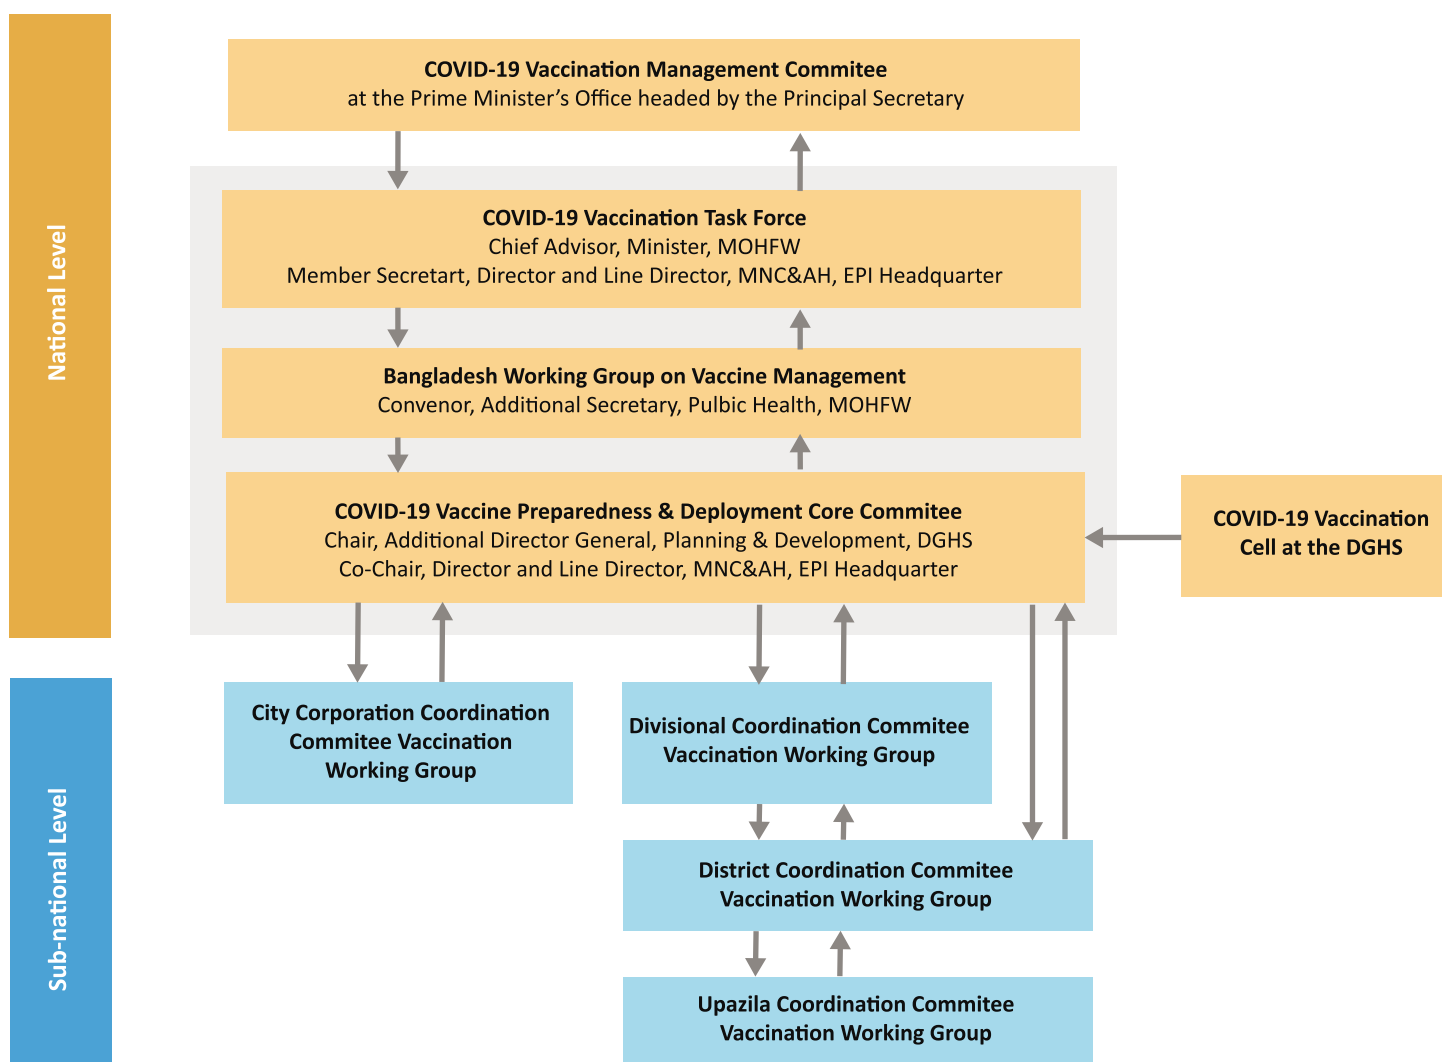 National Level
COVID-19 Vaccination Management Commitee
at the Prime Minister’s Office headed by the Principal Secretary
COVID-19 Vaccination Task Force
Chief Advisor, Minister, MOHFW
Member Secretart, Director and Line Director, MNC&AH, EPI Headquarter
Bangladesh Working Group on Vaccine Management
Convenor, Additional Secretary, Pulbic Health, MOHFW
COVID-19 Vaccine Preparedness & Deployment Core Commitee
Chair, Additional Director General, Planning & Development, DGHS
Co-Chair, Director and Line Director, MNC&AH, EPI Headquarter
COVID-19 Vaccination
Cell at the DGHS
Sub-national Level
City Corporation Coordination
Commitee Vaccination
Working Group
Divisional Coordination Commitee
Vaccination Working Group
District Coordination Commitee
Vaccination Working Group
Upazila Coordination Commitee
Vaccination Working Group